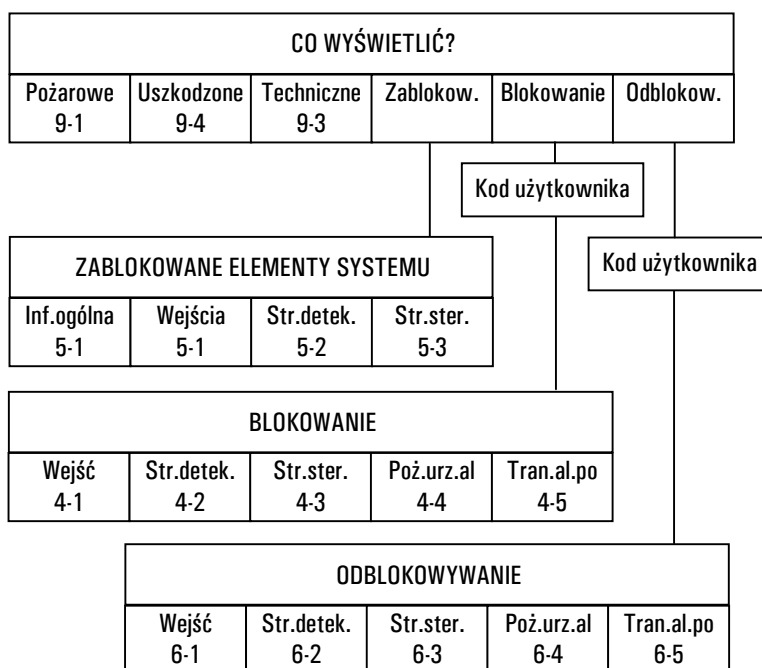 CO WYŚWIETLIĆ?
Pożarowe Uszkodzone Techniczne Zablokow. Blokowanie Odblokow.
9-1 9-4 9-3
Kod użytkownika
Kod użytkownika
ZABLOKOWANE ELEMENTY SYSTEMU
Inf.ogólna Wejścia Str.detek. Str.ster.
5-1 5-1 5-2 5-3
BLOKOWANIE
Wejść Str.detek. Str.ster. Poż.urz.al Tran.al.po
4-1 4-2 4-3 4-4 4-5
ODBLOKOWYWANIE
Wejść Str.detek. Str.ster. Poż.urz.al Tran.al.po
6-1 6-2 6-3 6-4 6-5